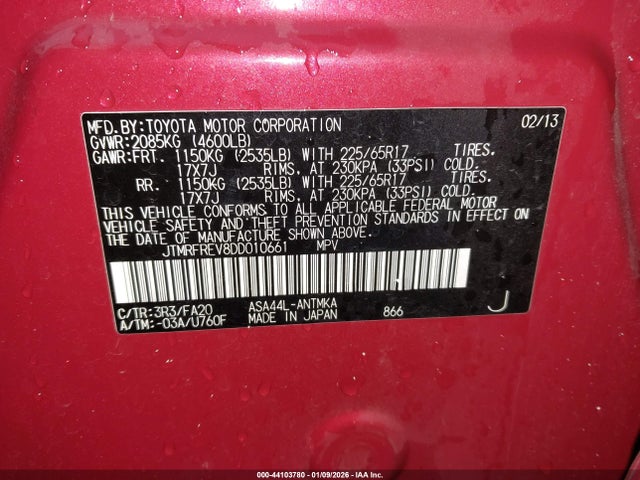 MFD.BY:TOYOTA MOTOR CORPORATION 02/13
GVWR:2085KG (4600LB)
GAWR:FRT. 1150KG (2535LB) WITH 225/65R17 TIRES.
17X7J RIMS, AT 230KPA (33PSI) COLD.
RR. 1150KG (2535LB) WITH 225/65R17 TIRES.
17X7J RIMS, AT 230KPA (33PSI) COLD.
THIS VEHICLE CONFORMS TO ALL APPLICABLE FEDERAL MOTOR
VEHICLE SAFETY AND THEFT PREVENTION STANDARDS IN EFFECT ON
THE DATE OF MANUFACTURE SHOWN ABOVE.
JTMRFREV8DD010661 MPV
C/TR:3R3/FA20 ASA44L-ANTMKA
A/TM:-03A/U760F MADE IN JAPAN 866 J
000-44103780 - 01/09/2026 - IAA Inc.